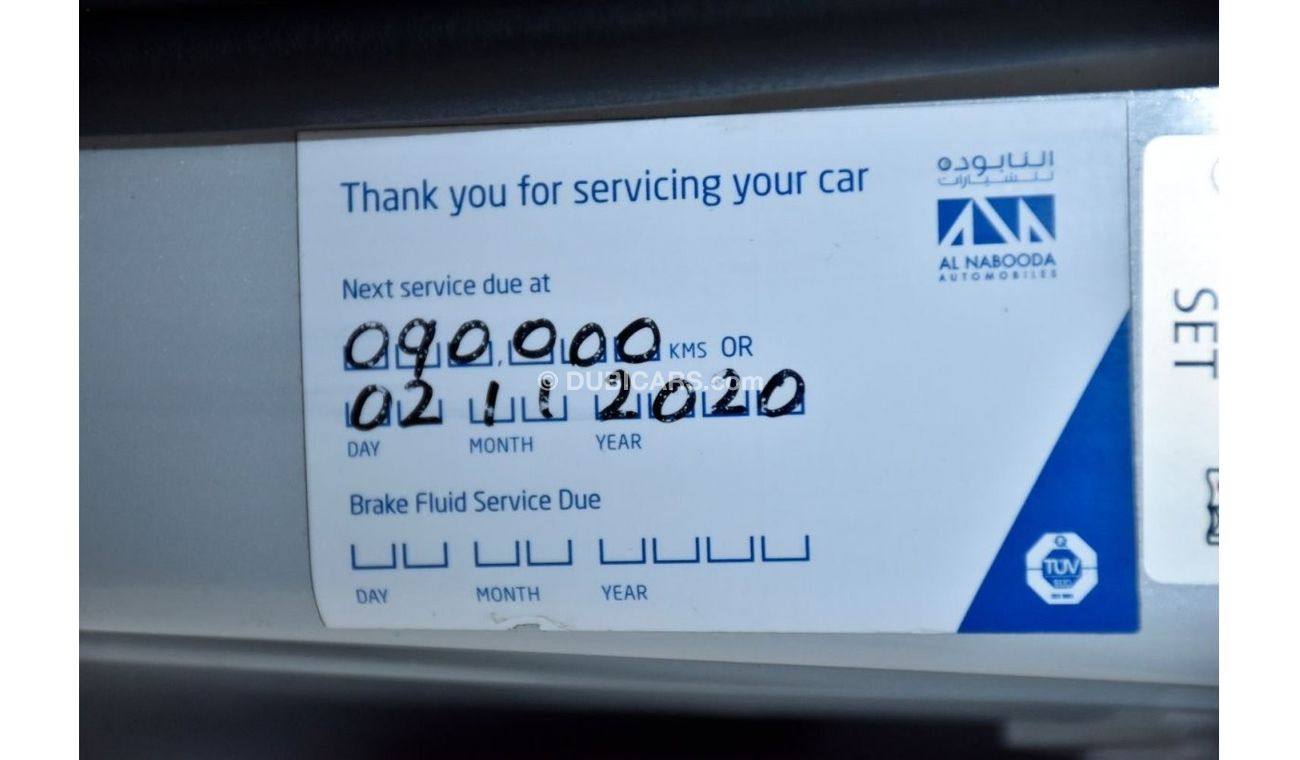 Thank you for servicing your car
النابوده
للسيارات
AL NABOODA
AUTOMOBILES
Next service due at
090,000 KMS OR
02 11 2020
DAY MONTH YEAR
© DUBICARS.com
Brake Fluid Service Due
DAY MONTH YEAR
TÜV
SET